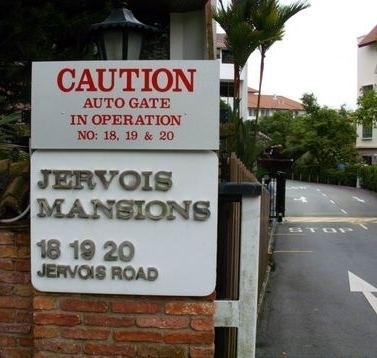 CAUTION
AUTO GATE
IN OPERATION
NO: 18, 19 & 20
JERVOIS
MANSIONS
18 19 20
JERVOIS ROAD
STOP